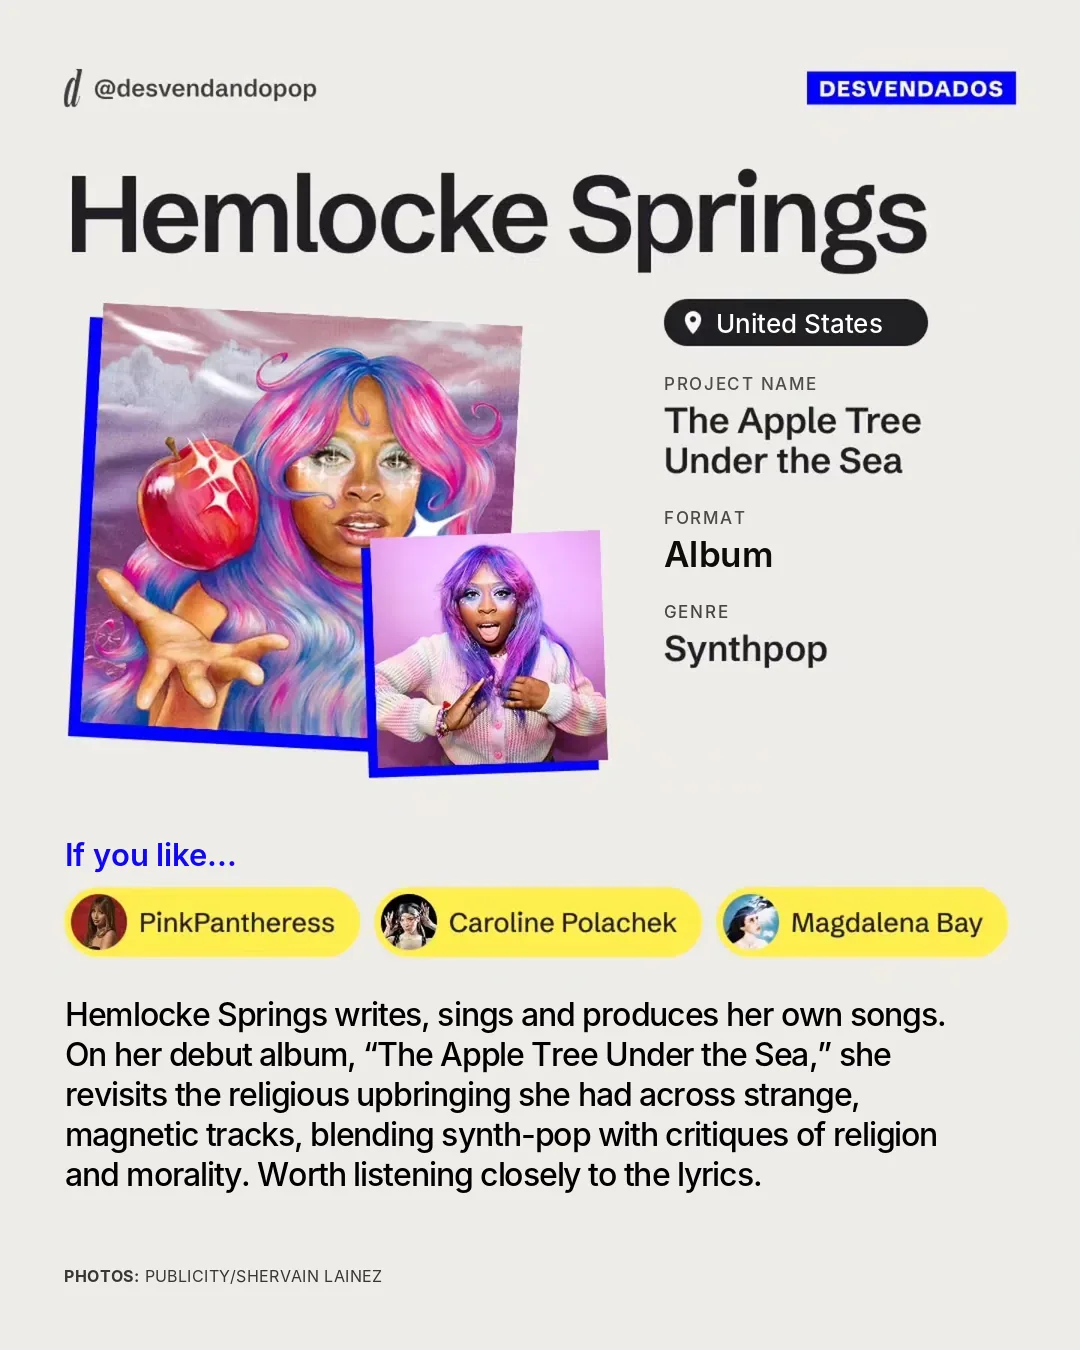 d @desvendandopop
DESVENDADOS
Hemlocke Springs
United States
PROJECT NAME
The Apple Tree
Under the Sea
FORMAT
Album
GENRE
Synthpop
If you like...
PinkPantheress
Caroline Polachek
Magdalena Bay
Hemlocke Springs writes, sings and produces her own songs.
On her debut album, “The Apple Tree Under the Sea,” she
revisits the religious upbringing she had across strange,
magnetic tracks, blending synth-pop with critiques of religion
and morality. Worth listening closely to the lyrics.
PHOTOS: PUBLICITY/SHERVAIN LAINEZ